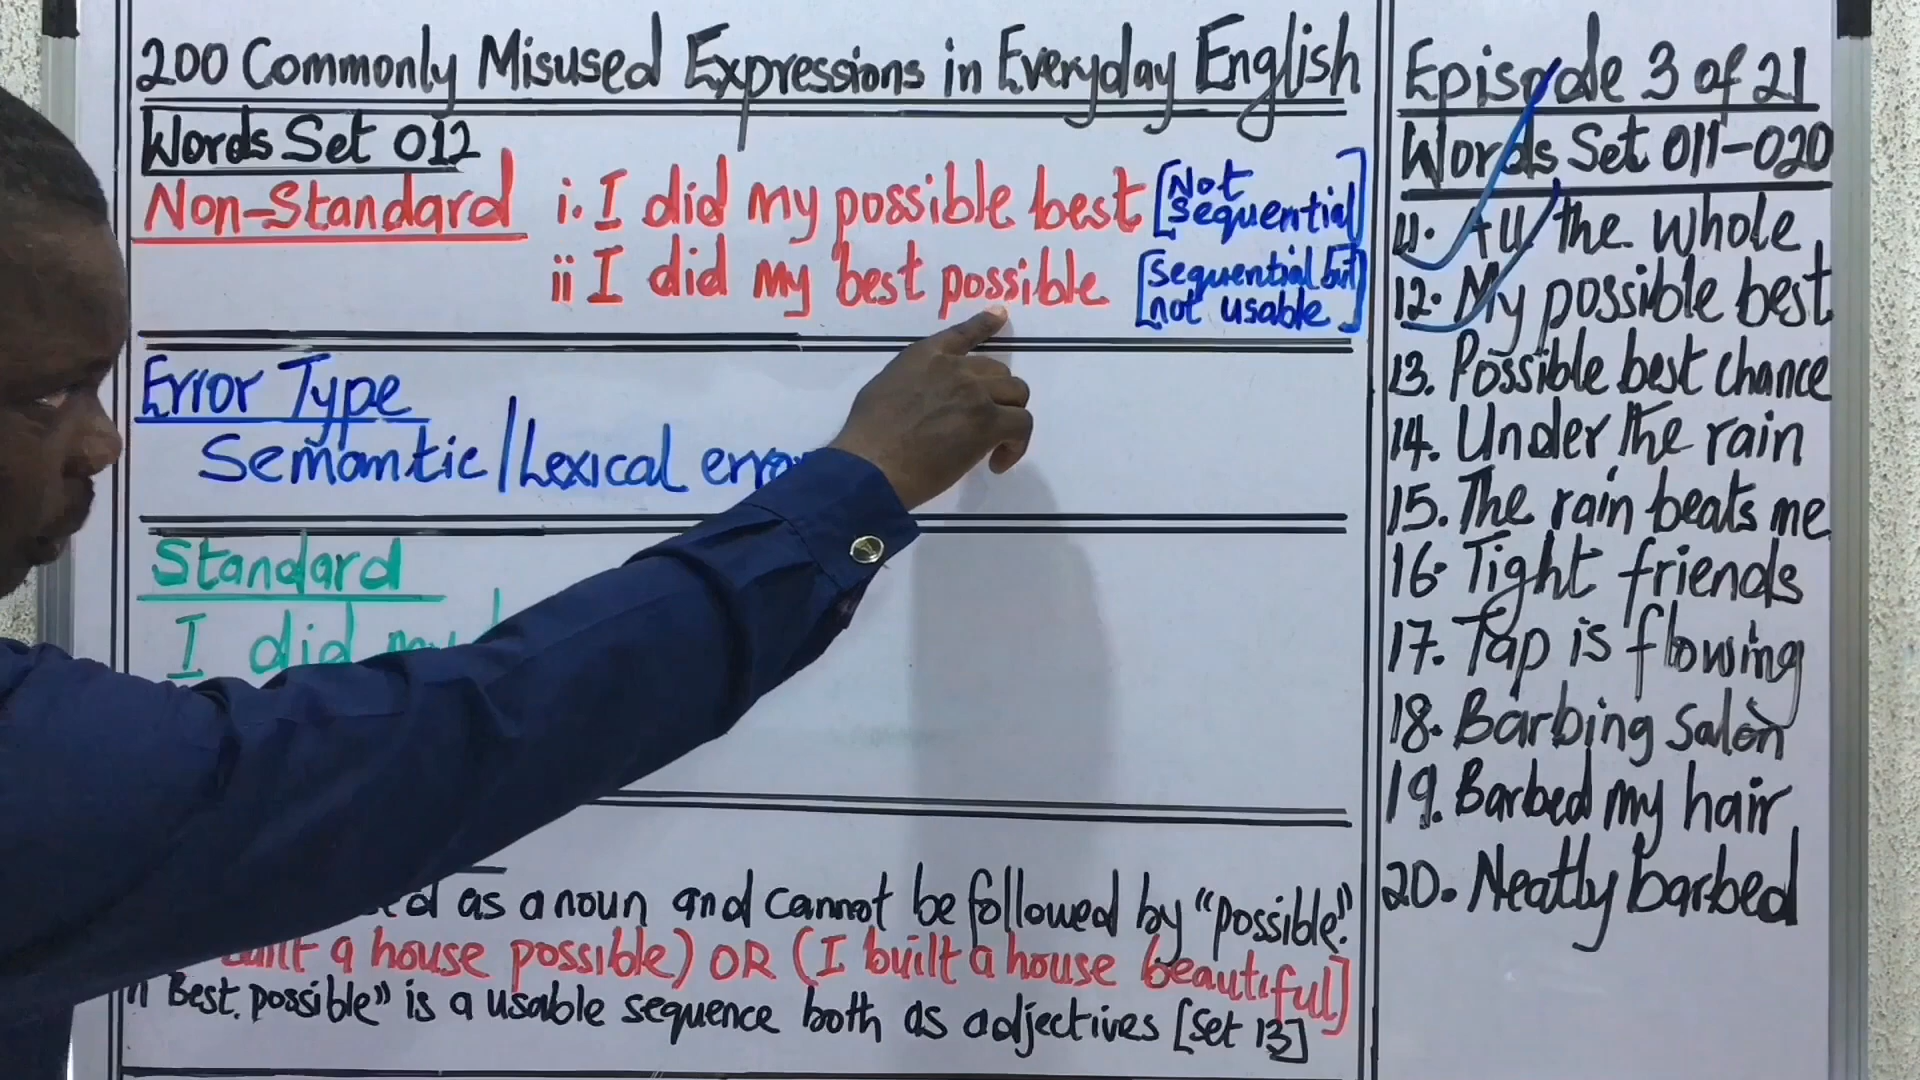 200 Commonly Misused Expressions in Everyday English
Words Set 012
Non-Standard
i. I did my possible best [Not sequential]
ii I did my best possible [sequential but not usable]
Error Type
Semantic/Lexical
Standard
I did my
as a noun and cannot be followed by "possible."
a house possible) OR (I built a house beautiful]
"Best possible" is a usable sequence both as adjectives [Set 13]
Episode 3 of 21
Words Set 011-020
11. All the whole
12. My possible best
13. Possible best chance
14. Under the rain
15. The rain beats me
16. Tight friends
17. Tap is flowing
18. Barbing salon
19. Barbed my hair
20. Neatly barbed